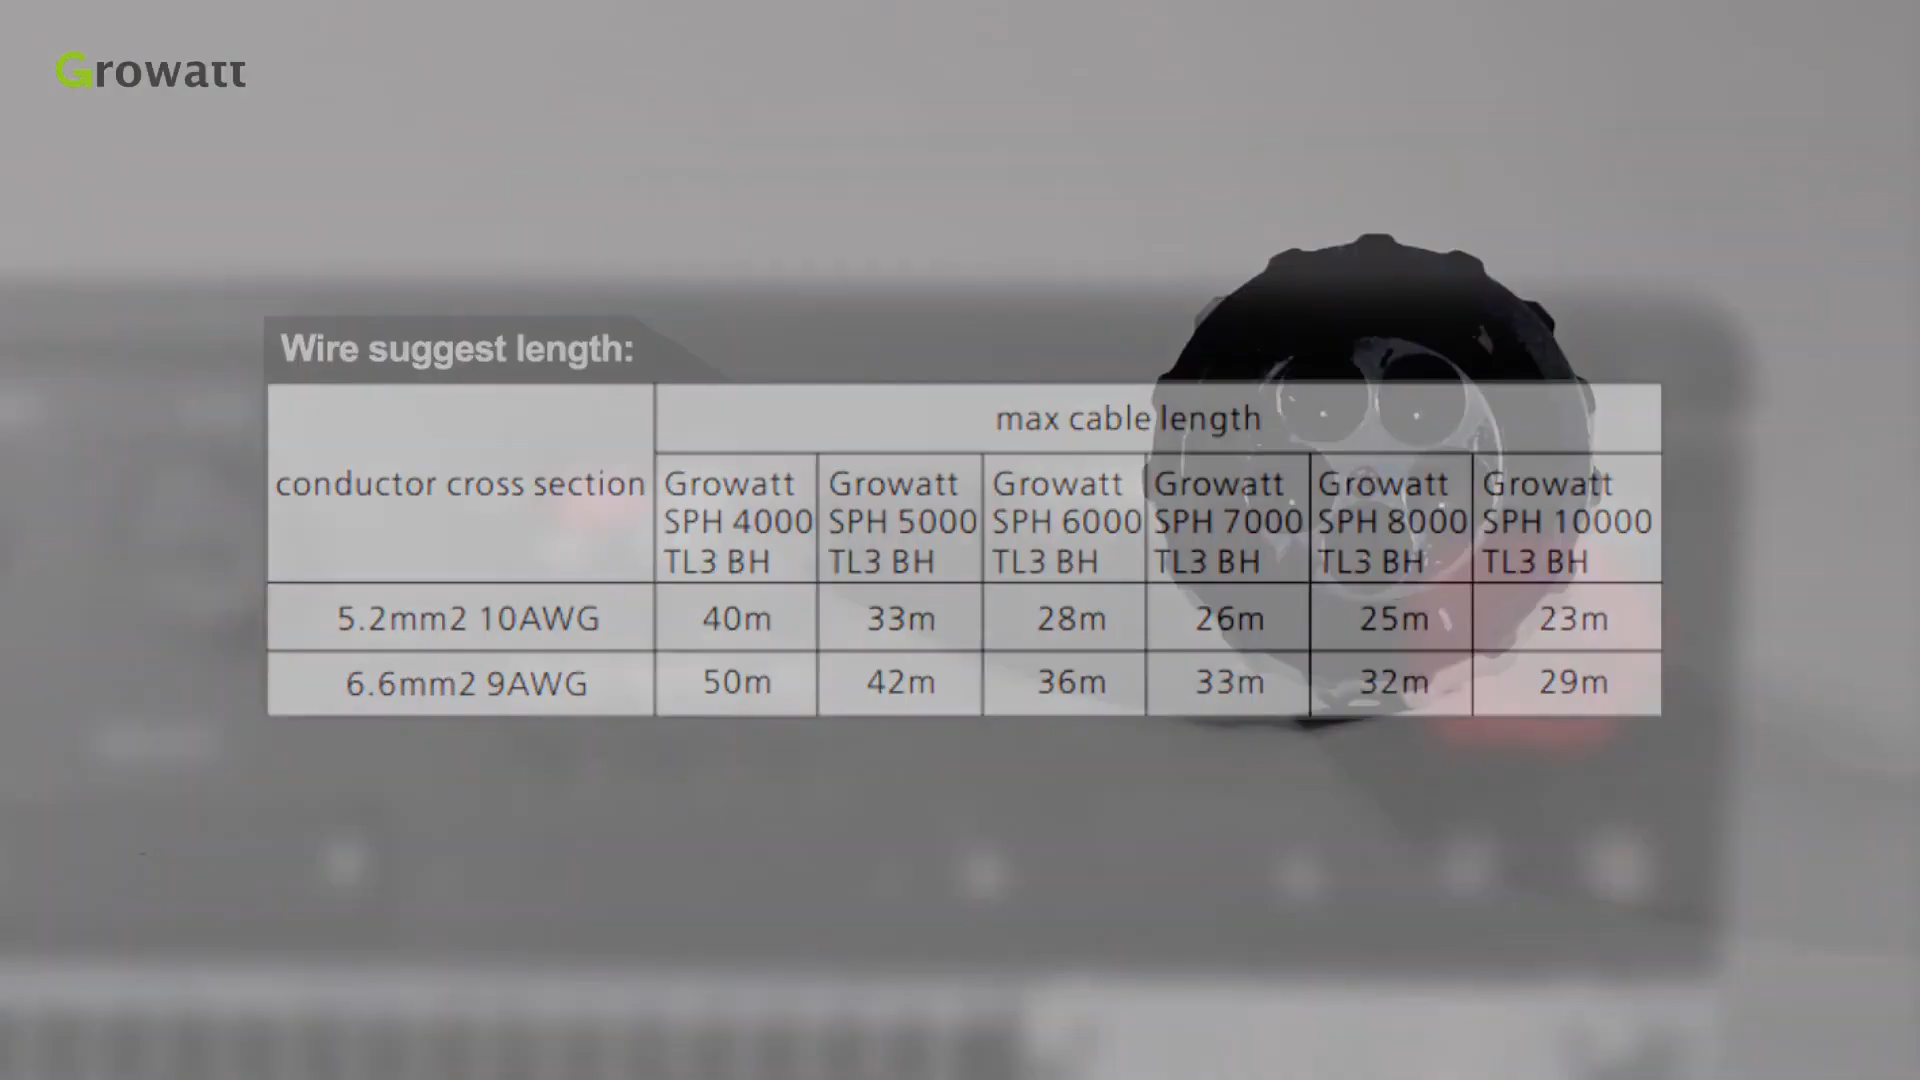 Growatt
Wire suggest length:
max cable length
conductor cross section
Growatt SPH 4000 TL3 BH
Growatt SPH 5000 TL3 BH
Growatt SPH 6000 TL3 BH
Growatt SPH 7000 TL3 BH
Growatt SPH 8000 TL3 BH
Growatt SPH 10000 TL3 BH
5.2mm2 10AWG 40m 33m 28m 26m 25m 23m
6.6mm2 9AWG 50m 42m 36m 33m 32m 29m